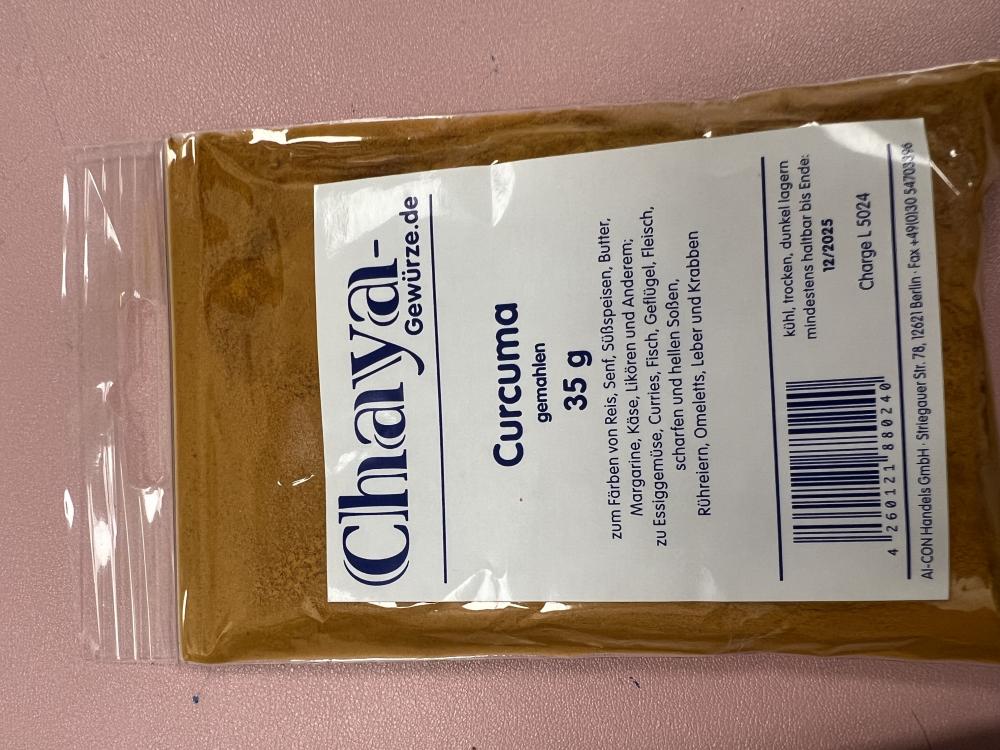 Chaya-
Gewürze.de
Curcuma
gemahlen
35 g
zum Färben von Reis, Senf, Süßspeisen, Butter,
Margarine, Käse, Likören und Anderem;
zu Essiggemüse, Curries, Fisch, Geflügel, Fleisch,
scharfen und hellen Soßen,
Rühreiern, Omeletts, Leber und Krabben
kühl, trocken, dunkel lagern
mindestens haltbar bis Ende:
12/2025
Charge L 5024
4 260121 880240
AI-CON Handels GmbH · Striegauer Str. 78, 12621 Berlin · Fax +49(0)30 54703396